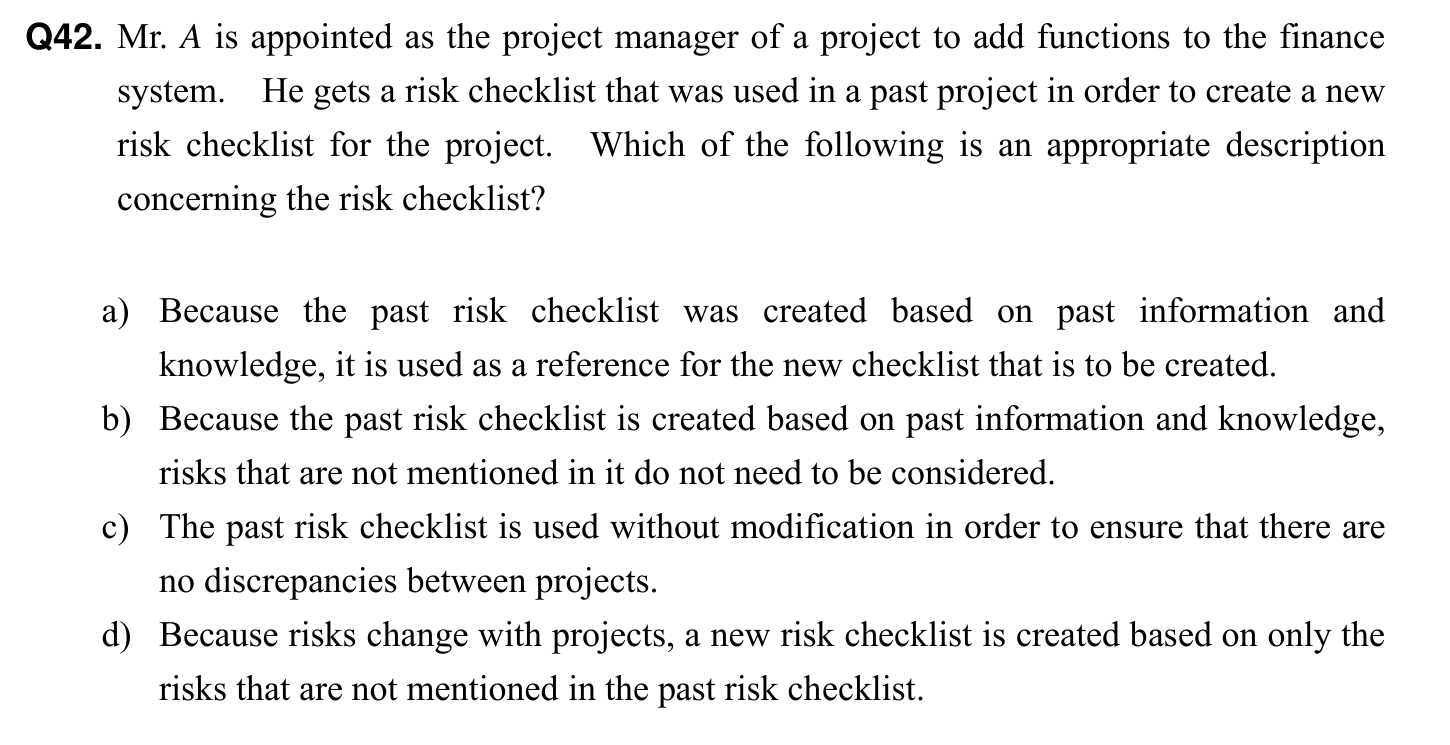 Q42. Mr. A is appointed as the project manager of a project to add functions to the finance
system. He gets a risk checklist that was used in a past project in order to create a new
risk checklist for the project. Which of the following is an appropriate description
concerning the risk checklist?
a) Because the past risk checklist was created based on past information and
knowledge, it is used as a reference for the new checklist that is to be created.
b) Because the past risk checklist is created based on past information and knowledge,
risks that are not mentioned in it do not need to be considered.
c) The past risk checklist is used without modification in order to ensure that there are
no discrepancies between projects.
d) Because risks change with projects, a new risk checklist is created based on only the
risks that are not mentioned in the past risk checklist.